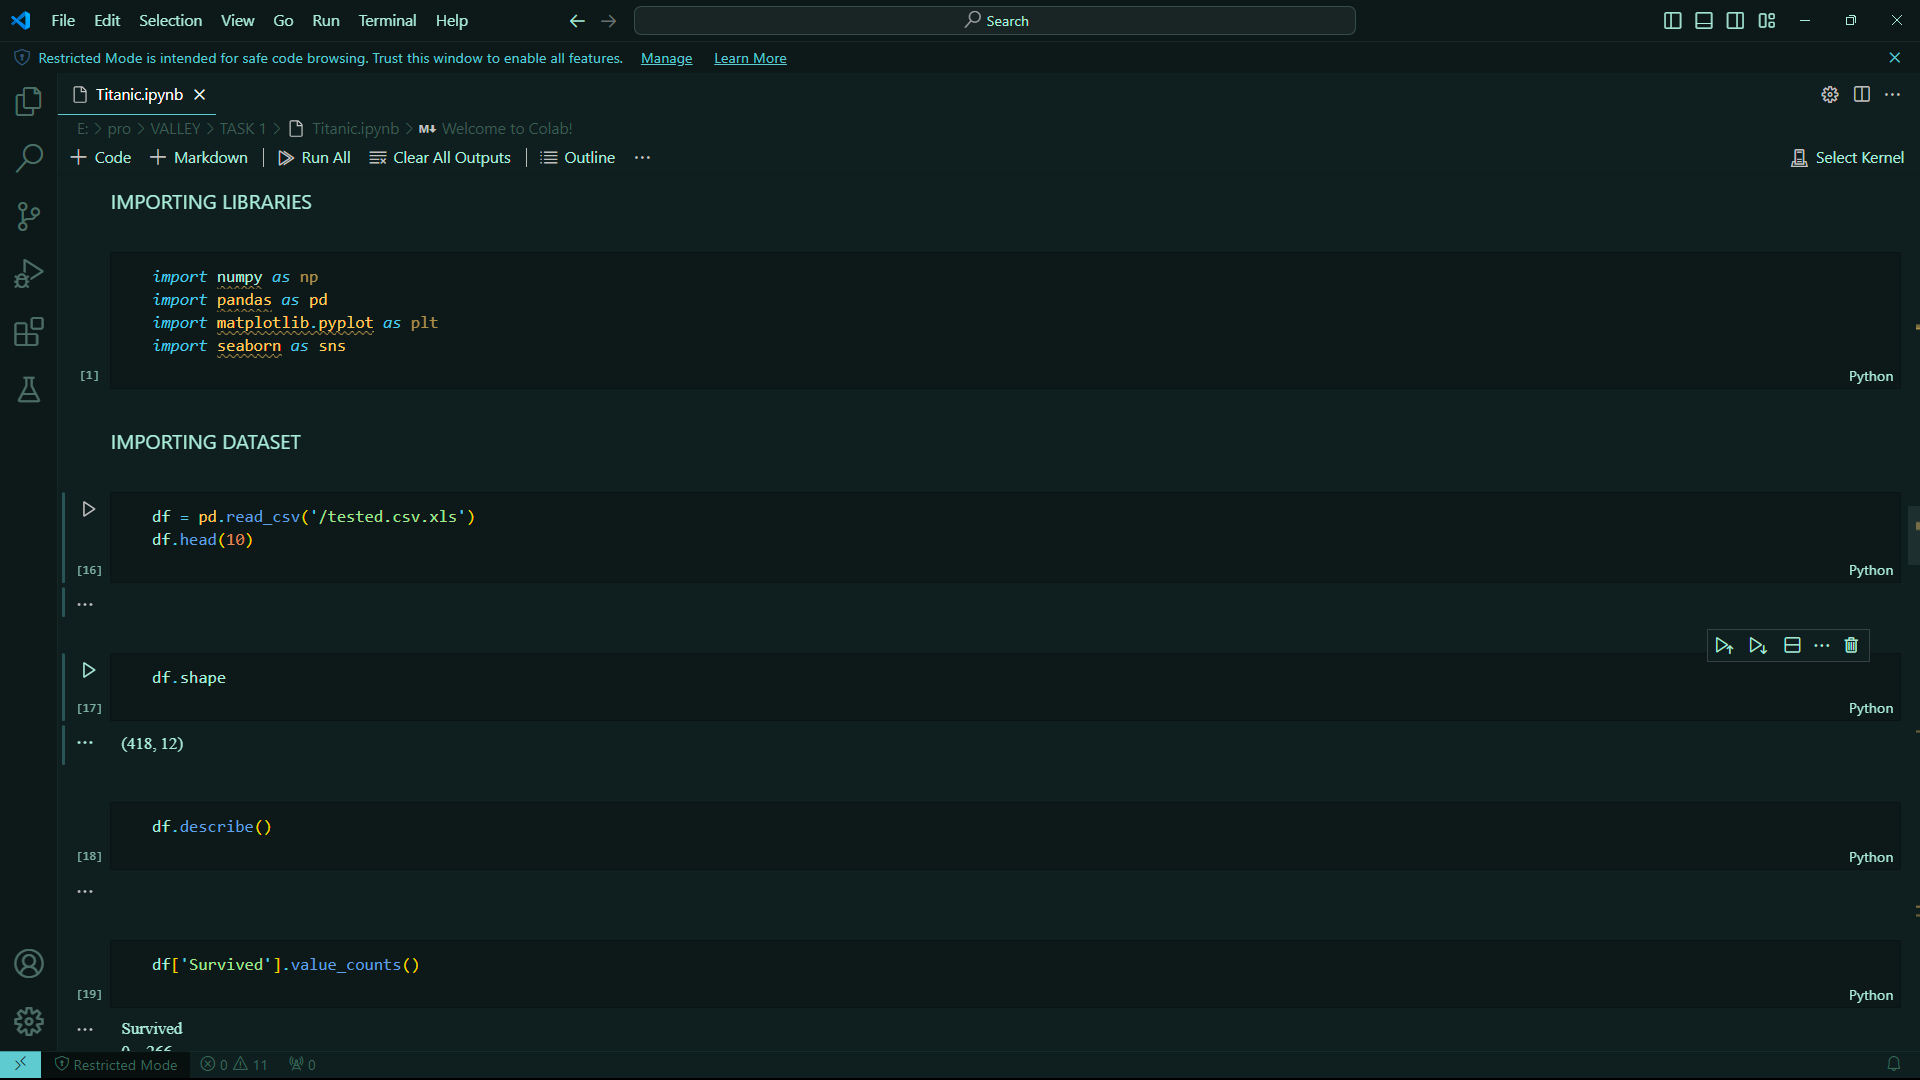 File Edit Selection View Go Run Terminal Help Search
Restricted Mode is intended for safe code browsing. Trust this window to enable all features. Manage Learn More
Titanic.ipynb
E: > pro > VALLEY > TASK 1 > Titanic.ipynb > M↓ Welcome to Colab!
+ Code + Markdown Run All Clear All Outputs Outline ... Select Kernel
IMPORTING LIBRARIES
import numpy as np
import pandas as pd
import matplotlib.pyplot as plt
import seaborn as sns
[1] Python
IMPORTING DATASET
df = pd.read_csv('/tested.csv.xls')
df.head(10)
[16] Python
...
df.shape
[17] Python
... (418, 12)
df.describe()
[18] Python
...
df['Survived'].value_counts()
[19] Python
... Survived
0 266
Restricted Mode 0 11 0